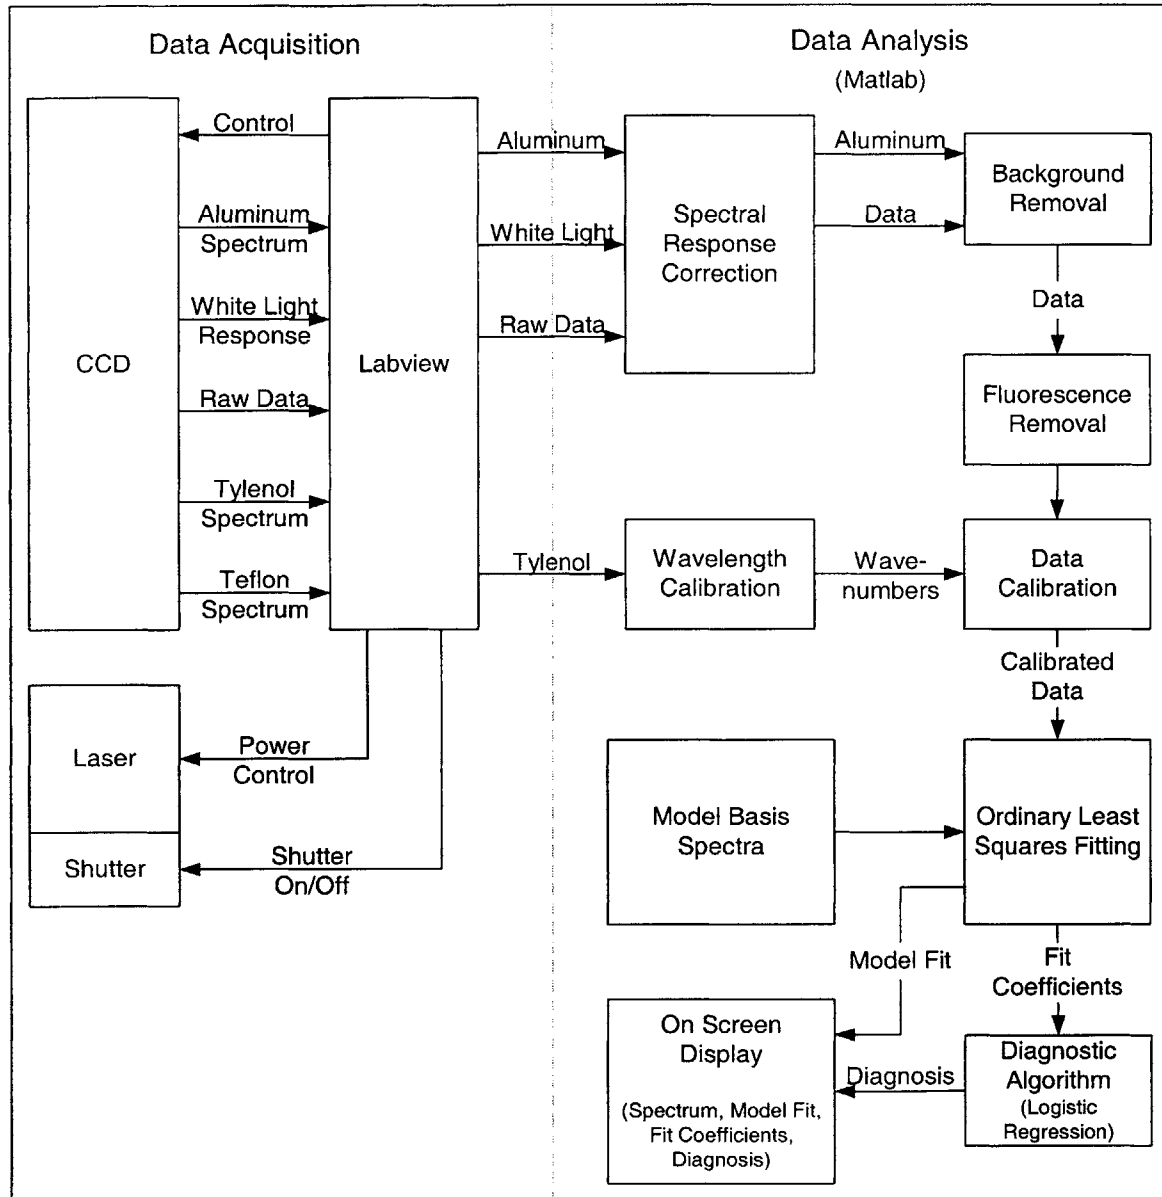 Data Acquisition
Data Analysis
(Matlab)
Control
Aluminum
Spectrum
White Light
Response
Raw Data
Tylenol
Spectrum
Teflon
Spectrum
CCD
Labview
Aluminum
White Light
Raw Data
Tylenol
Spectral
Response
Correction
Aluminum
Data
Background
Removal
Data
Fluorescence
Removal
Wavelength
Calibration
Wave-
numbers
Data
Calibration
Calibrated
Data
Laser
Shutter
Power
Control
Shutter
On/Off
Model Basis
Spectra
Ordinary Least
Squares Fitting
Model Fit
Fit
Coefficients
On Screen
Display
(Spectrum, Model Fit,
Fit Coefficients,
Diagnosis)
Diagnosis
Diagnostic
Algorithm
(Logistic
Regression)